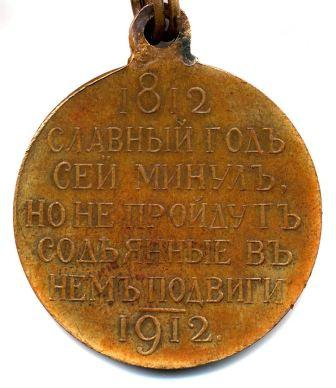 1812
СЛАВНЫЙ ГОДЪ
СЕЙ МИНУЛЪ,
НО НЕ ПРОЙДУТЪ
СОДѢЯННЫЕ ВЪ
НЕМЪ ПОДВИГИ
1912.